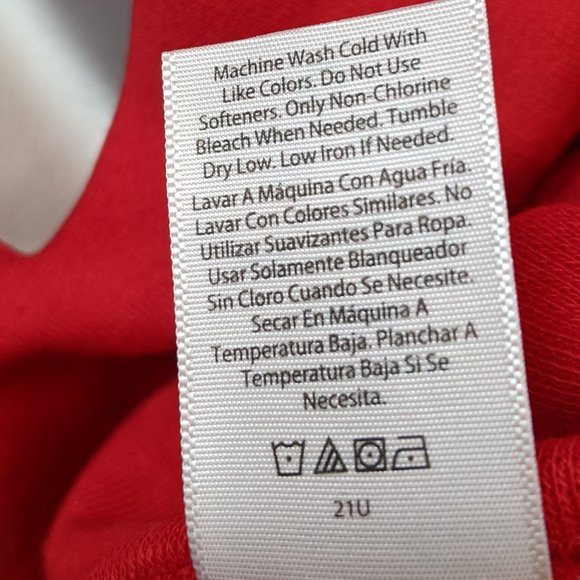 Machine Wash Cold With
Like Colors. Do Not Use
Softeners. Only Non-Chlorine
Bleach When Needed. Tumble
Dry Low. Low Iron If Needed.
Lavar A Máquina Con Agua Fría.
Lavar Con Colores Similares. No
Utilizar Suavizantes Para Ropa.
Usar Solamente Blanqueador
Sin Cloro Cuando Se Necesite.
Secar En Máquina A
Temperatura Baja. Planchar A
Temperatura Baja Si Se
Necesita.
21U